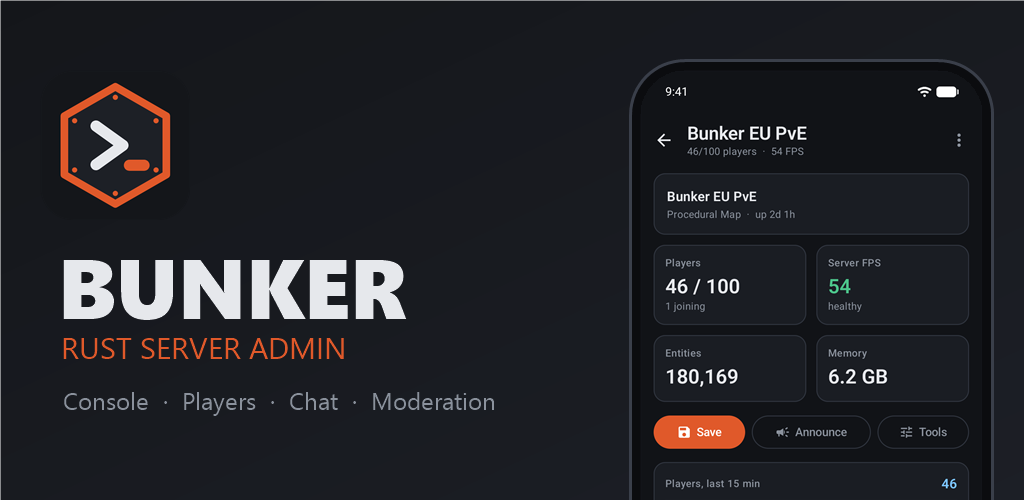 BUNKER
RUST SERVER ADMIN
Console · Players · Chat · Moderation
9:41
Bunker EU PvE
46/100 players · 54 FPS
Bunker EU PvE
Procedural Map · up 2d 1h
Players
46 / 100
1 joining
Server FPS
54
healthy
Entities
180,169
Memory
6.2 GB
Save
Announce
Tools
Players, last 15 min
46